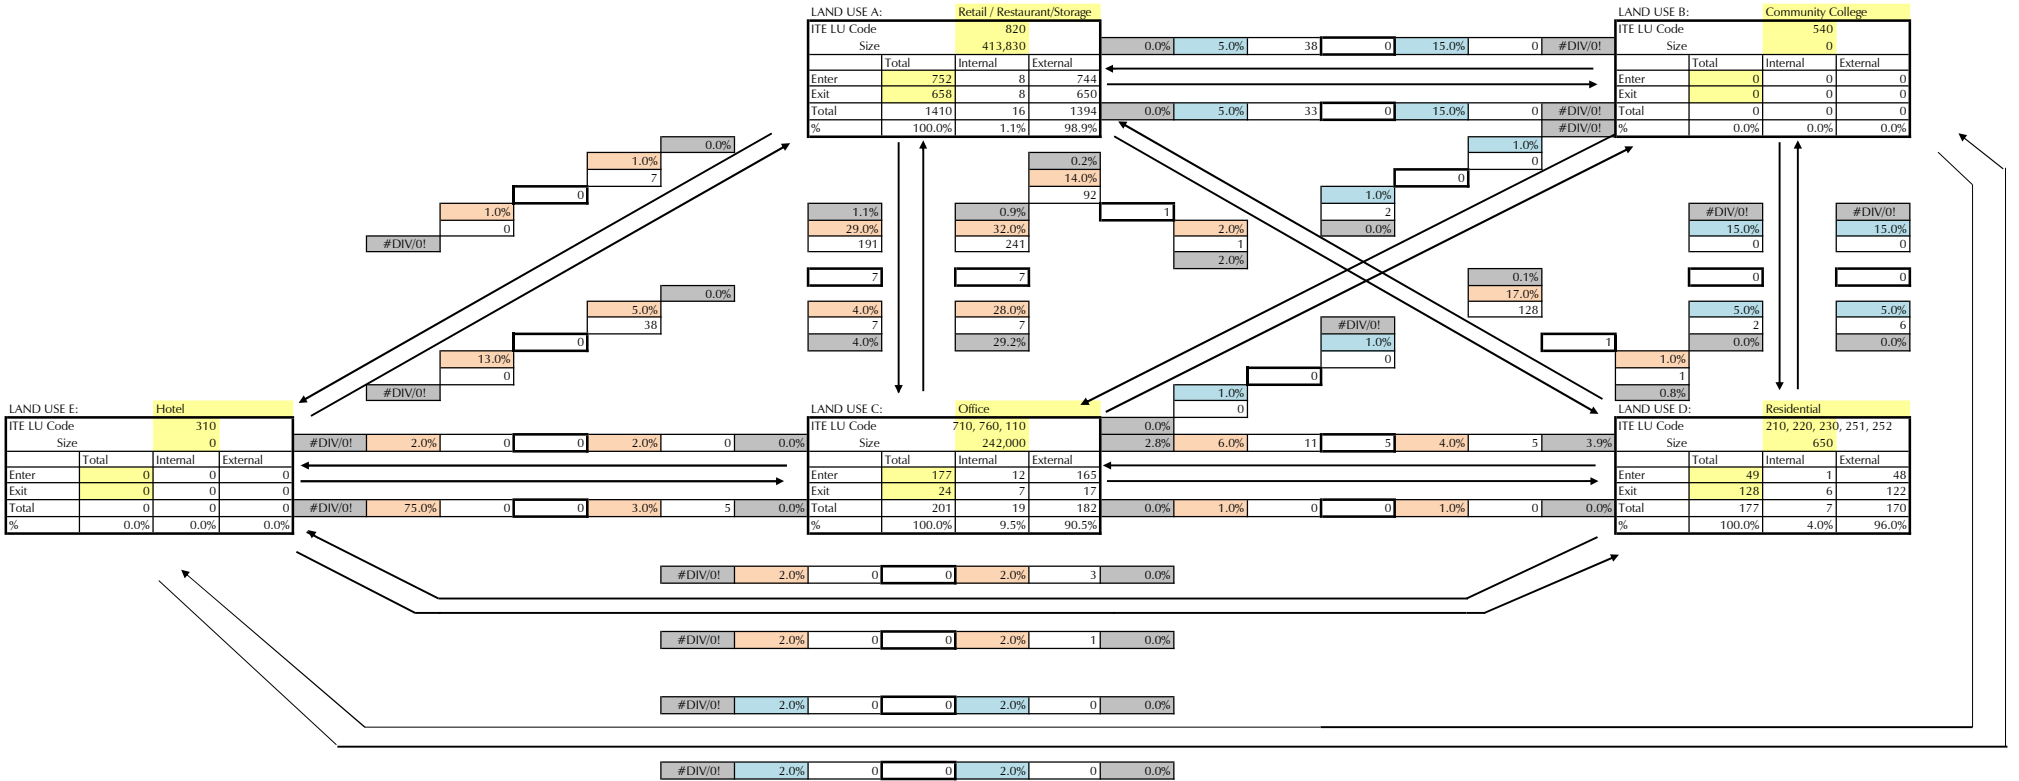 LAND USE A: Retail / Restaurant/Storage LAND USE B: Community College
ITE LU Code 820 ITE LU Code 540
Size 413,830 0.0% 5.0% 38 0 15.0% 0 #DIV/0! Size 0
Total Internal External Total Internal External
Enter 752 8 744 Enter 0 0 0
Exit 658 8 650 Exit 0 0 0
Total 1410 16 1394 0.0% 5.0% 33 0 15.0% 0 #DIV/0! Total 0 0 0
% 100.0% 1.1% 98.9% #DIV/0! % 0.0% 0.0% 0.0%
0.0% 1.0%
1.0% 0.2% 0
7 14.0% 0
0 92 1.0%
1.0% 1.1% 0.9% 1 2 #DIV/0! #DIV/0!
0 29.0% 32.0% 2.0% 0.0% 15.0% 15.0%
#DIV/0! 191 241 1 0 0
2.0%
7 7 0.1% 0 0
0.0% 17.0%
5.0% 4.0% 28.0% 128 5.0% 5.0%
38 7 7 #DIV/0! 2 6
0 4.0% 29.2% 1.0% 1 0.0% 0.0%
13.0% 0 1.0%
0 0 1
#DIV/0! 1.0% 0.8%
LAND USE E: Hotel LAND USE C: Office 0 LAND USE D: Residential
ITE LU Code 310 ITE LU Code 710, 760, 110 0.0% ITE LU Code 210, 220, 230, 251, 252
Size 0 #DIV/0! 2.0% 0 0 2.0% 0 0.0% Size 242,000 2.8% 6.0% 11 5 4.0% 5 3.9% Size 650
Total Internal External Total Internal External Total Internal External
Enter 0 0 0 Enter 177 12 165 Enter 49 1 48
Exit 0 0 0 Exit 24 7 17 Exit 128 6 122
Total 0 0 0 #DIV/0! 75.0% 0 0 3.0% 5 0.0% Total 201 19 182 0.0% 1.0% 0 0 1.0% 0 0.0% Total 177 7 170
% 0.0% 0.0% 0.0% % 100.0% 9.5% 90.5% % 100.0% 4.0% 96.0%
#DIV/0! 2.0% 0 0 2.0% 3 0.0%
#DIV/0! 2.0% 0 0 2.0% 1 0.0%
#DIV/0! 2.0% 0 0 2.0% 0 0.0%
#DIV/0! 2.0% 0 0 2.0% 0 0.0%